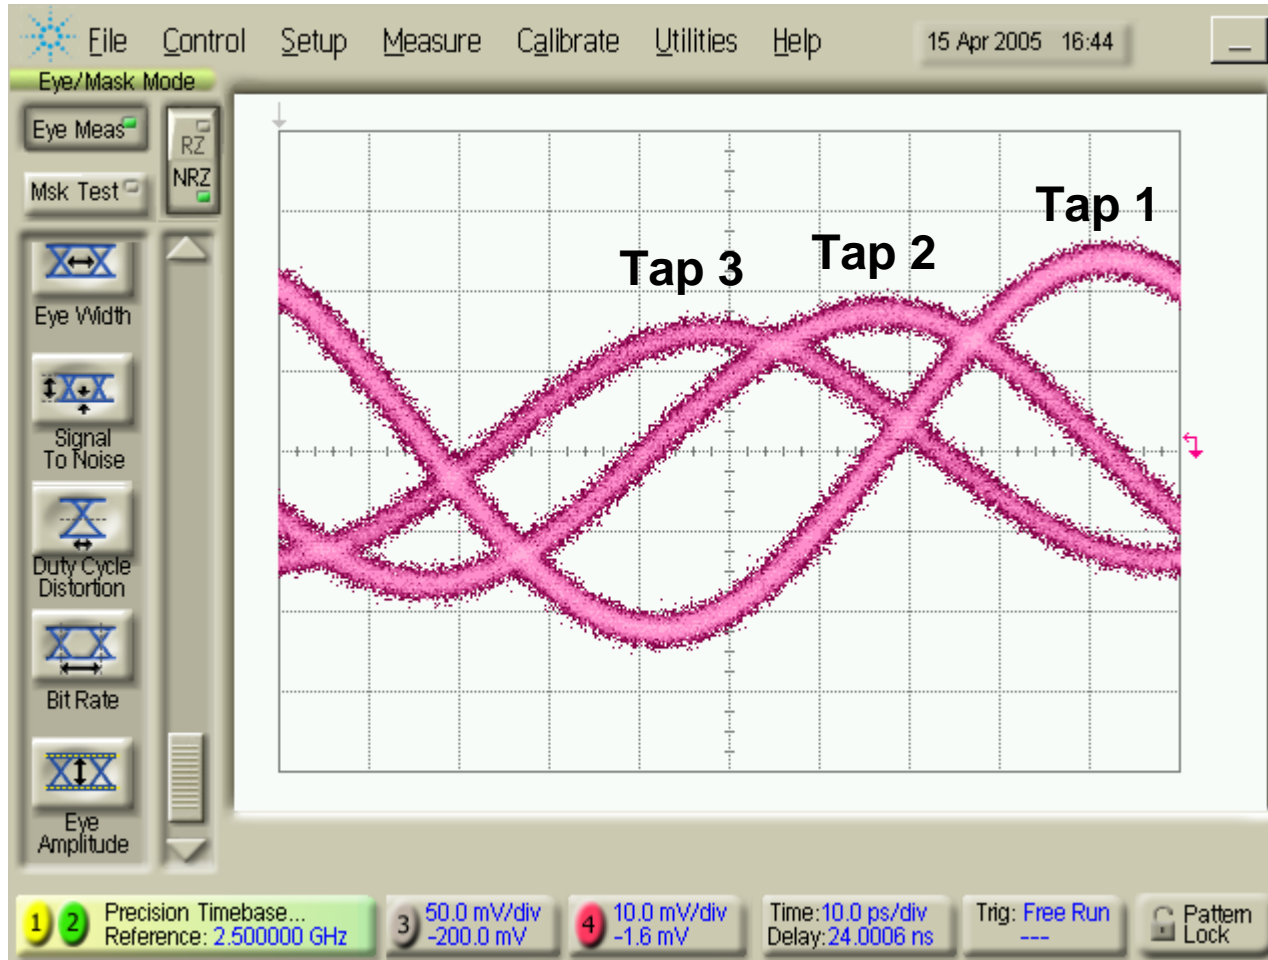 File Control Setup Measure Calibrate Utilities Help 15 Apr 2005 16:44
Eye/Mask Mode
Eye Meas
RZ
NRZ
Msk Test
Eye Width
Signal
To Noise
Duty Cycle
Distortion
Bit Rate
Eye
Amplitude
Tap 1
Tap 2
Tap 3
1 2 Precision Timebase...
Reference: 2.500000 GHz
3 50.0 mV/div
-200.0 mV
4 10.0 mV/div
-1.6 mV
Time:10.0 ps/div
Delay:24.0006 ns
Trig: Free Run
---
Pattern
Lock